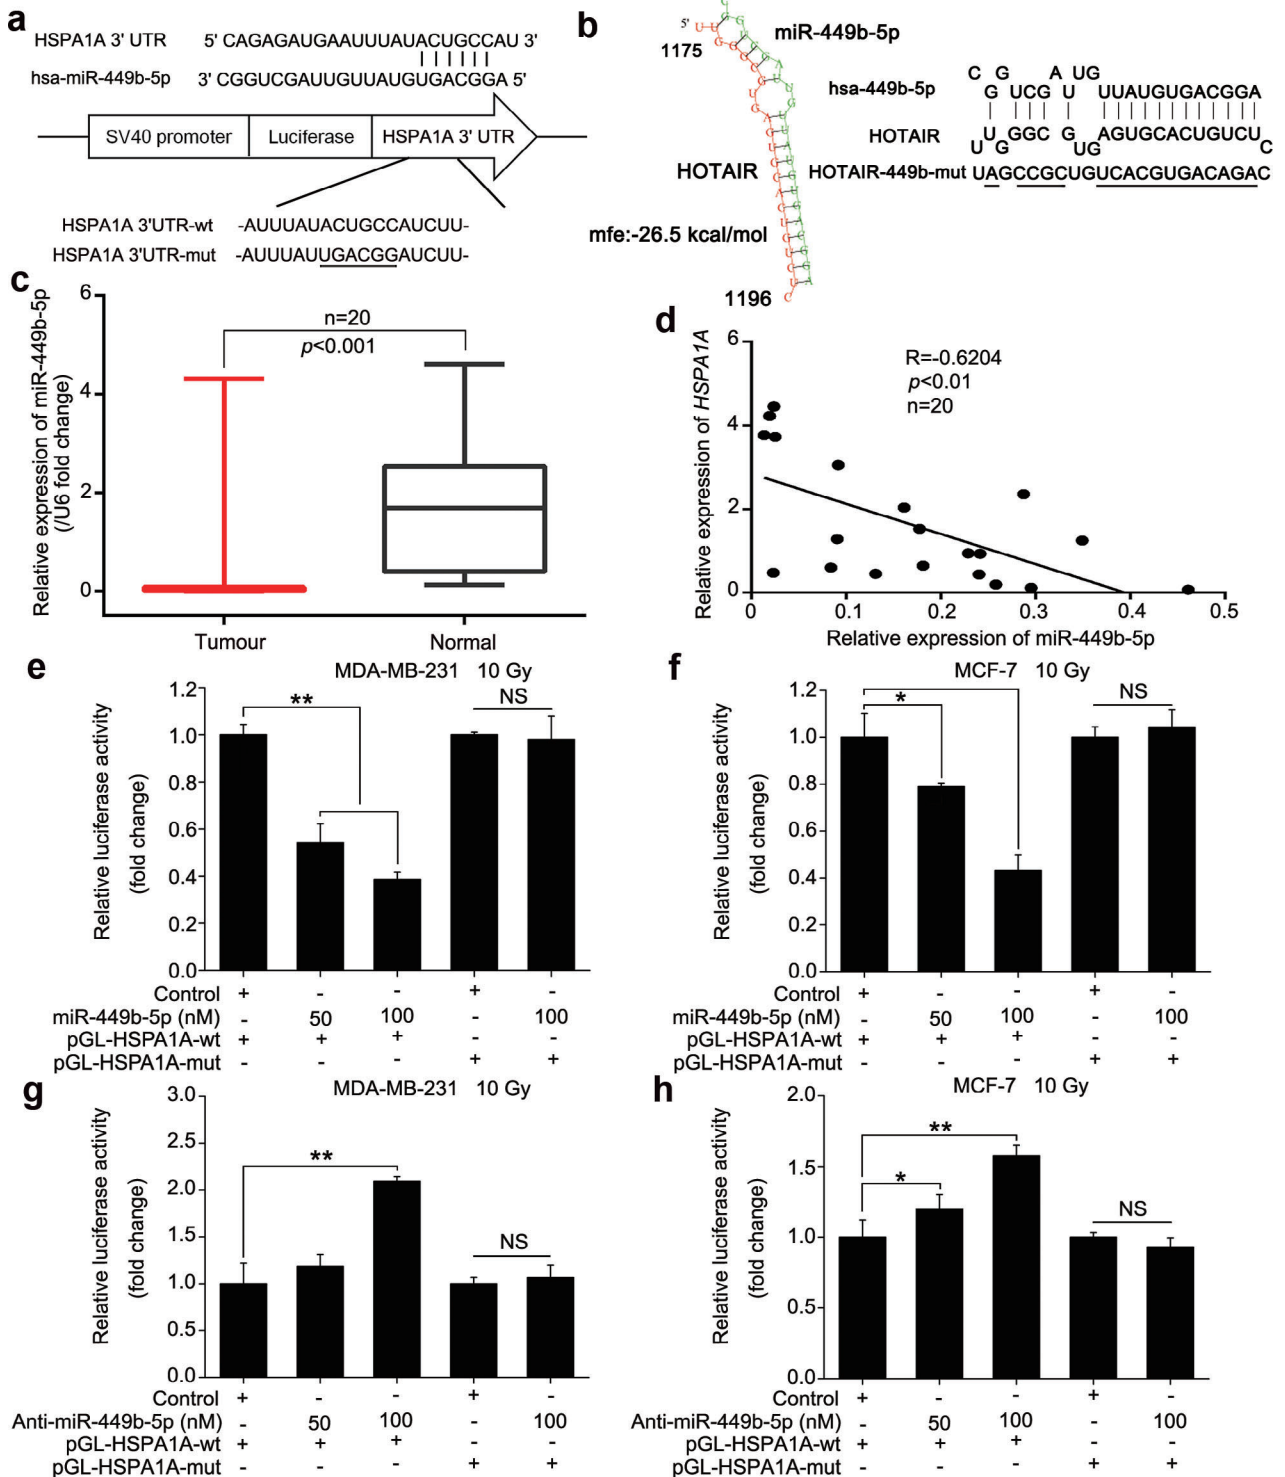 a
HSPA1A 3' UTR 5' CAGAGAUGAAUUUAUACUGCCAU 3'
hsa-miR-449b-5p 3' CGGUCGAUUGUUAUGUGACGGA 5'
SV40 promoter Luciferase HSPA1A 3' UTR
HSPA1A 3'UTR-wt -AUUUAUACUGCCAUCUU-
HSPA1A 3'UTR-mut -AUUUAUUGACGGAUCUU-
b
5'
1175
miR-449b-5p
HOTAIR
mfe:-26.5 kcal/mol
1196
C G A UG
hsa-449b-5p G UCG U UUAUGUGACGGA
HOTAIR U GGC G AGUGCACUGUCU
U G UG C
HOTAIR-449b-mut UAGCCGCUGUCACGUGACAGAC
c
Relative expression of miR-449b-5p
(/U6 fold change)
6
4
2
0
n=20
p<0.001
Tumour Normal
d
Relative expression of HSPA1A
6
4
2
0
R=-0.6204
p<0.01
n=20
0 0.1 0.2 0.3 0.4 0.5
Relative expression of miR-449b-5p
e
MDA-MB-231 10 Gy
Relative luciferase activity
(fold change)
1.2
1.0
0.8
0.6
0.4
0.2
0.0
** NS
Control + - - + -
miR-449b-5p (nM) - 50 100 - 100
pGL-HSPA1A-wt + + + - -
pGL-HSPA1A-mut - - - + +
f
MCF-7 10 Gy
Relative luciferase activity
(fold change)
1.2
1.0
0.8
0.6
0.4
0.2
0.0
* NS
Control + - - + -
miR-449b-5p (nM) - 50 100 - 100
pGL-HSPA1A-wt + + + - -
pGL-HSPA1A-mut - - - + +
g
MDA-MB-231 10 Gy
Relative luciferase activity
(fold change)
3.0
2.5
2.0
1.5
1.0
0.5
0.0
** NS
Control + - - + -
Anti-miR-449b-5p (nM) - 50 100 - 100
pGL-HSPA1A-wt + + + - -
pGL-HSPA1A-mut - - - + +
h
MCF-7 10 Gy
Relative luciferase activity
(fold change)
2.0
1.5
1.0
0.5
0.0
**
* NS
Control + - - + -
Anti-miR-449b-5p (nM) - 50 100 - 100
pGL-HSPA1A-wt + + + - -
pGL-HSPA1A-mut - - - + +